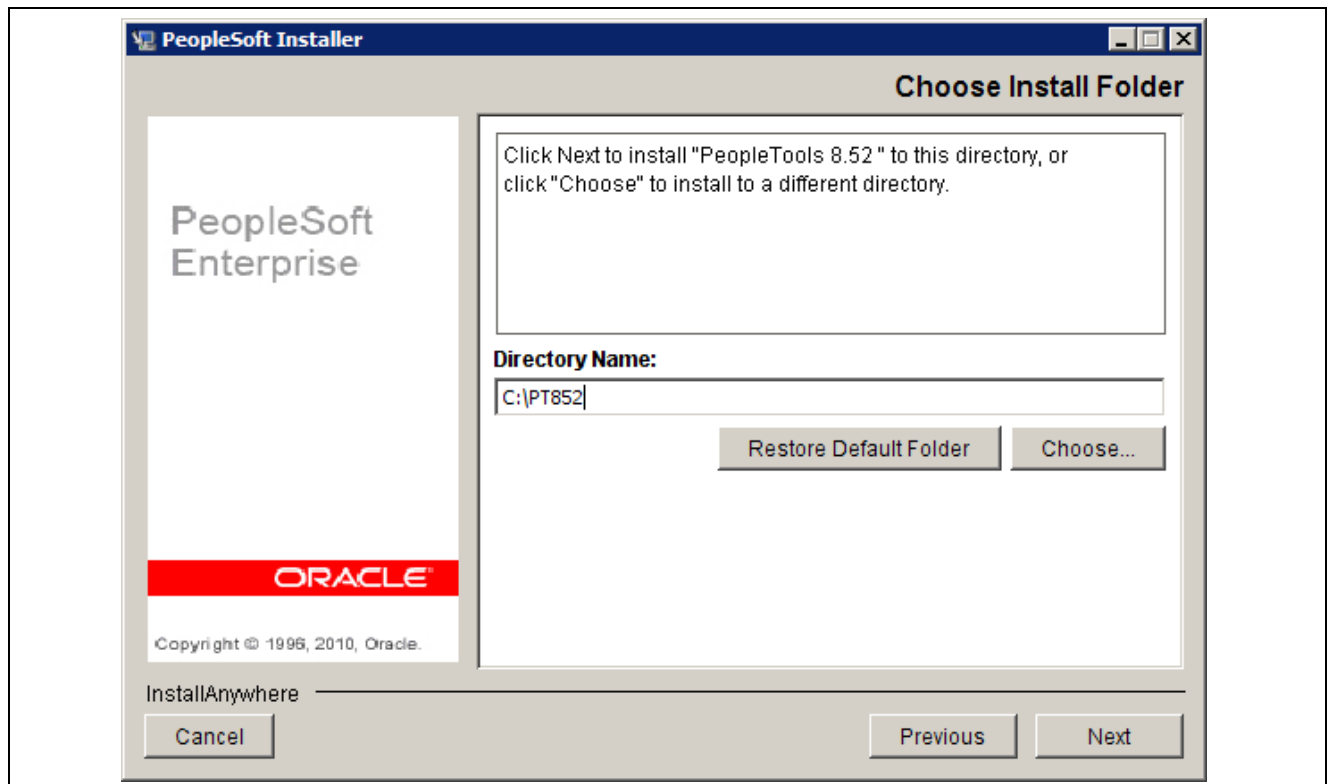 PeopleSoft Installer
Choose Install Folder
PeopleSoft
Enterprise
ORACLE
Copyright © 1996, 2010, Oracle.
Click Next to install "PeopleTools 8.52 " to this directory, or
click "Choose" to install to a different directory.
Directory Name:
C:\PT852
Restore Default Folder
Choose...
InstallAnywhere
Cancel
Previous
Next